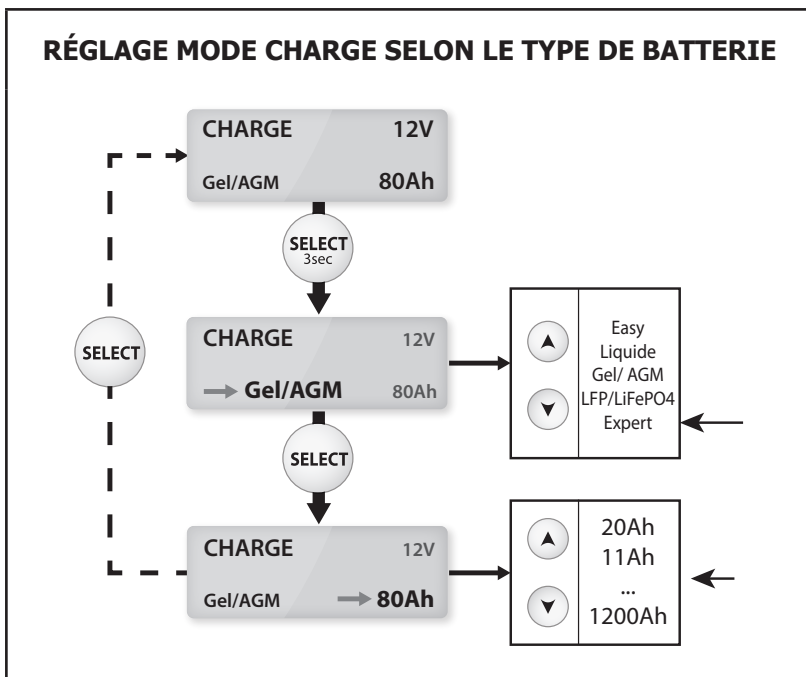 RÉGLAGE MODE CHARGE SELON LE TYPE DE BATTERIE
CHARGE 12V
Gel/AGM 80Ah
SELECT
3sec
CHARGE 12V
Gel/AGM 80Ah
Easy
Liquide
Gel/ AGM
LFP/LiFePO4
Expert
SELECT
SELECT
CHARGE 12V
Gel/AGM 80Ah
20Ah
11Ah
...
1200Ah